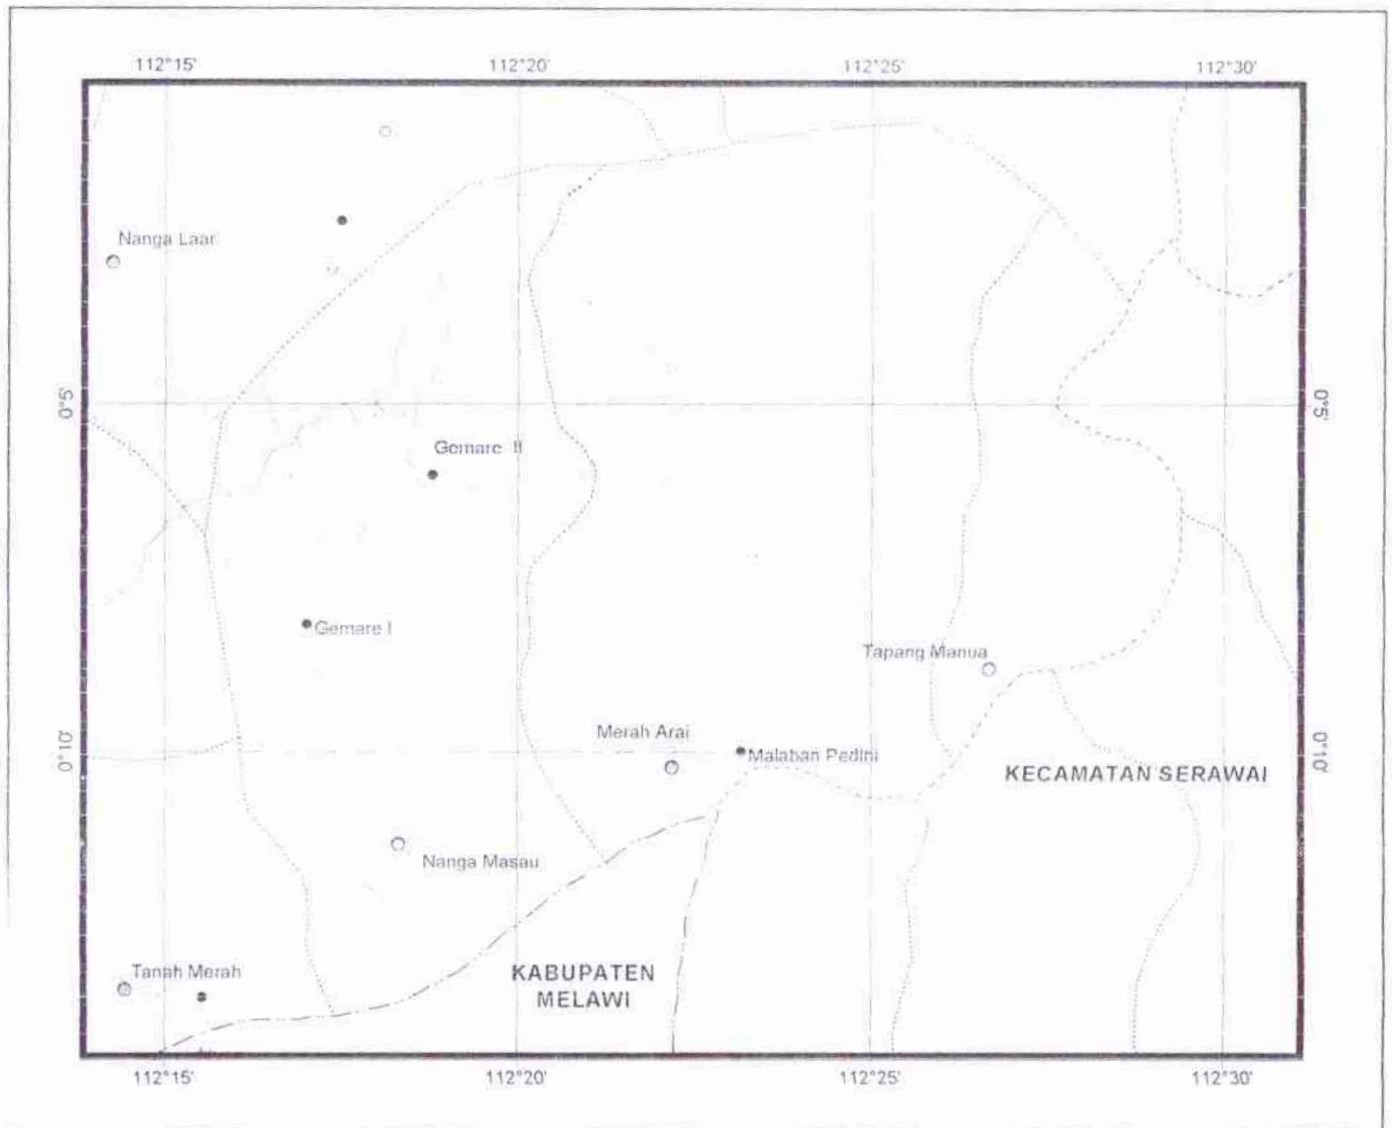 112°15' 112°20' 112°25' 112°30'
Nanga Laar
0°5' 0°5'
Gemare II
Gemare I
Tapang Manua
Merah Arai
Malaban Pedini
0°10' 0°10'
KECAMATAN SERAWAI
Nanga Masau
Tanah Merah
KABUPATEN
MELAWI
112°15' 112°20' 112°25' 112°30'